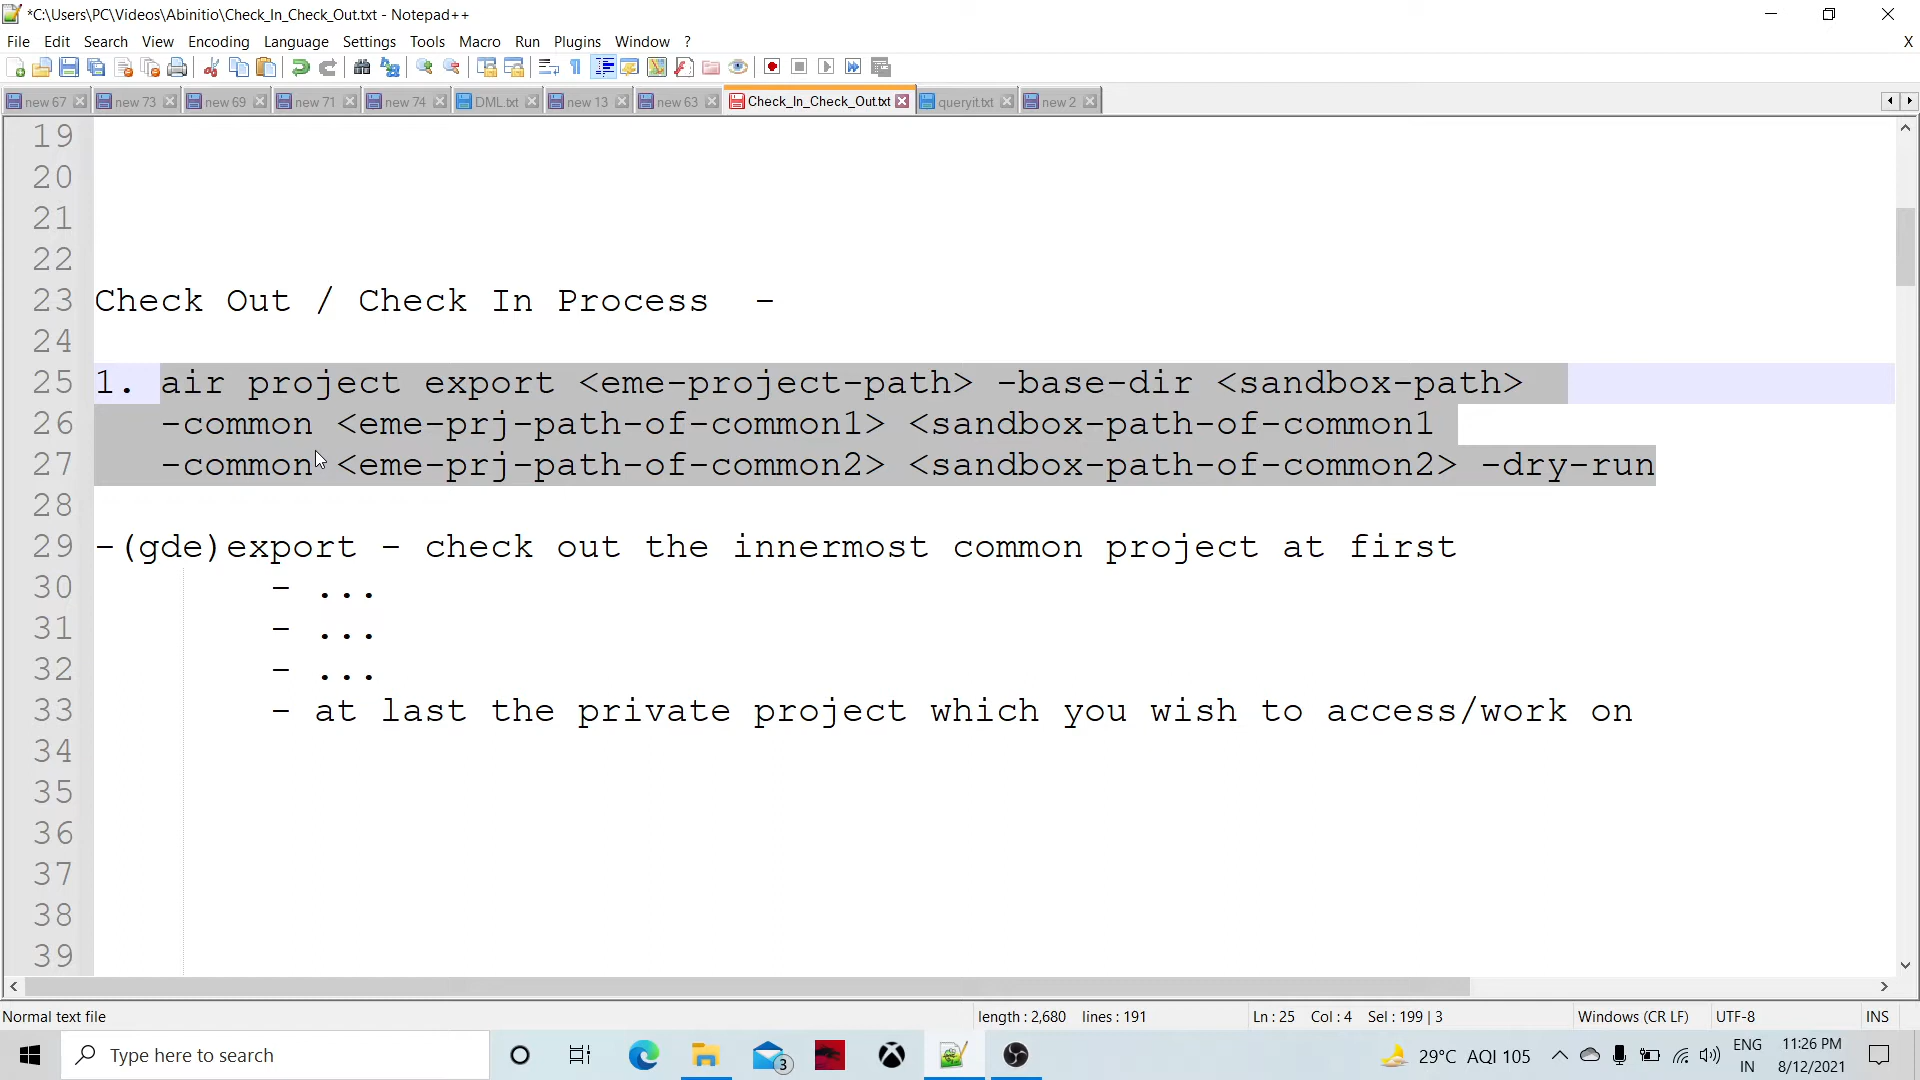 *C:\Users\PC\Videos\Abinitio\Check_In_Check_Out.txt - Notepad++
File Edit Search View Encoding Language Settings Tools Macro Run Plugins Window ?
X
new 67 new 73 new 69 new 71 new 74 DML.txt new 13 new 63 Check_In_Check_Out.txt queryit.txt new 2
19
20
21
22
23 Check Out / Check In Process -
24
25 1. air project export <eme-project-path> -base-dir <sandbox-path>
26 -common <eme-prj-path-of-common1> <sandbox-path-of-common1
27 -common <eme-prj-path-of-common2> <sandbox-path-of-common2> -dry-run
28
29 -(gde)export - check out the innermost common project at first
30 - ...
31 - ...
32 - ...
33 - at last the private project which you wish to access/work on
34
35
36
37
38
39
Normal text file length : 2,680 lines : 191 Ln : 25 Col : 4 Sel : 199 | 3 Windows (CR LF) UTF-8 INS
Type here to search 3 29°C AQI 105 ENG IN 11:26 PM 8/12/2021